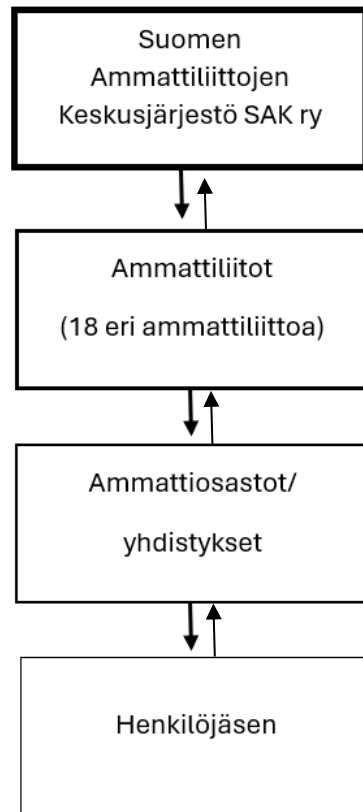 Suomen
Ammattiliittojen
Keskusjärjestö SAK ry
Ammattiliitot
(18 eri ammattiliittoa)
Ammattiosastot/
yhdistykset
Henkilöjäsen